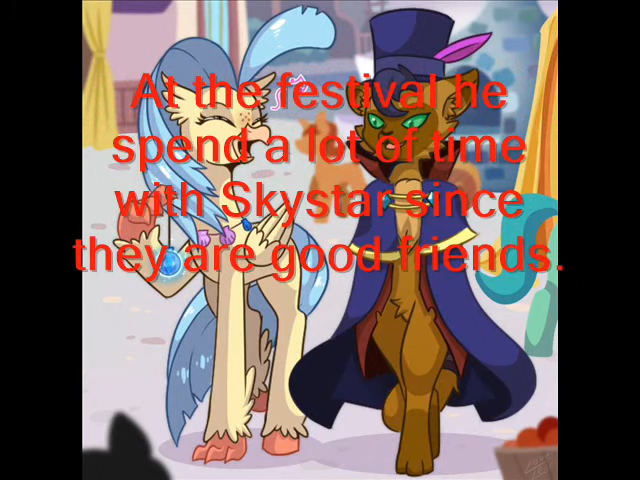 At the festival he
spend a lot of time
with Skystar since
they are good friends.